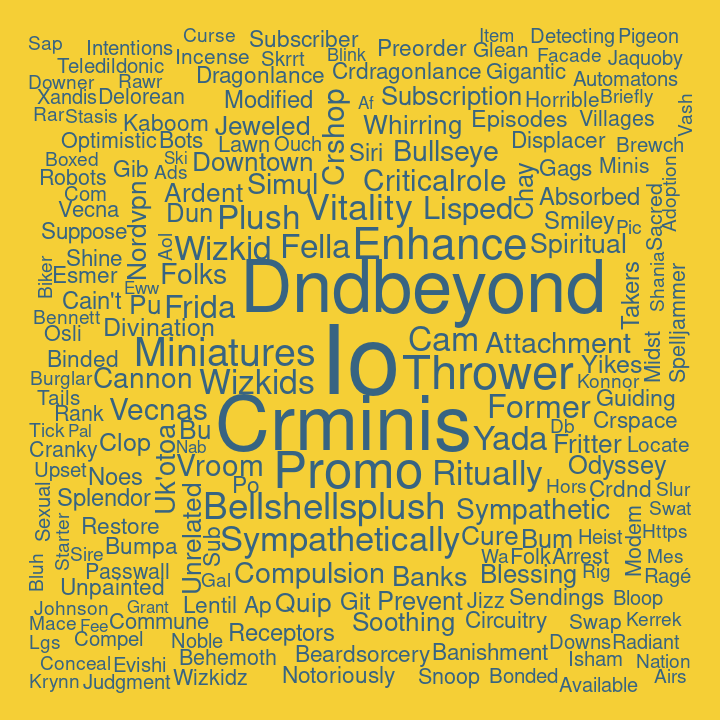 Sap Intentions Curse Subscriber Blink Preorder Item Glean Detecting Pigeon
Teledildonic Incense Skrrt Facade Jaquoby
Downer Rawr Dragonlance Crdragonlance Gigantic Automatons
Xandis Delorean Modified Af Subscription Horrible Briefly
Rar Stasis Kaboom Jeweled Crshop Whirring Episodes Villages Vash
Optimistic Bots Lawn Ouch Siri Bullseye Displacer Brewch
Boxed Gib Ski Downtown Gags Minis
Robots Ads Simul Criticalrole Chay Absorbed Adoption
Com Nordvpn Ardent Vitality Lisped Smiley Sacred
Vecna Dun Plush Pic
Suppose Aol Wizkid Fella Enhance Spiritual
Shine Biker Esmer Folks Dndbeyond Takers Shania Spelljammer
Eww Cain't Pu Frida
Bennett Divination Io Cam Attachment Midst
Osli Binded Miniatures Thrower Yikes
Burglar Cannon Wizkids Konnor
Tails Vecnas Crminis Former Guiding
Rank Db Crspace
Tick Pal Bu Yada Fritter Locate
Cranky Clop Uk'otoa Nab
Upset Noes Vroom Promo Ritually Odyssey
Po Hors Crdnd Slur
Sexual Splendor Unrelated Bellshellsplush Sympathetic Swat
Starter Restore Sub Sympathetically Cure Bum Heist Modem Https
Bluh Sire Bumpa Wa Folk Arrest Mes
Passwall Gal Compulsion Banks Blessing Rig Ragé
Unpainted
Johnson Grant Lentil Ap Quip Git Prevent Jizz Sendings Bloop
Mace Fee Commune Soothing Circuitry Swap Kerrek
Lgs Compel Noble Receptors Downs Radiant
Conceal Evishi Behemoth Beardsorcery Banishment Isham Nation
Krynn Judgment Wizkidz Notoriously Snoop Bonded Available Airs